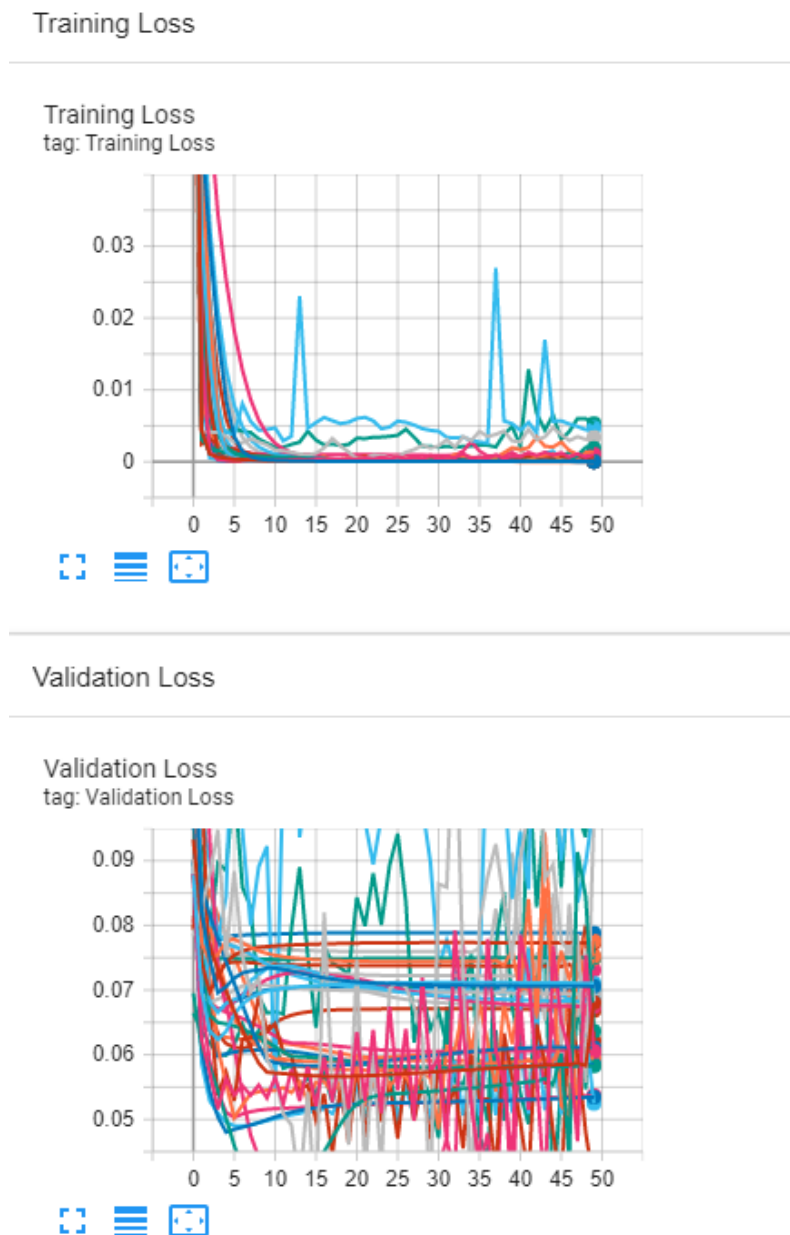 Training Loss
Training Loss
tag: Training Loss
0.03
0.02
0.01
0
0 5 10 15 20 25 30 35 40 45 50
Validation Loss
Validation Loss
tag: Validation Loss
0.09
0.08
0.07
0.06
0.05
0 5 10 15 20 25 30 35 40 45 50